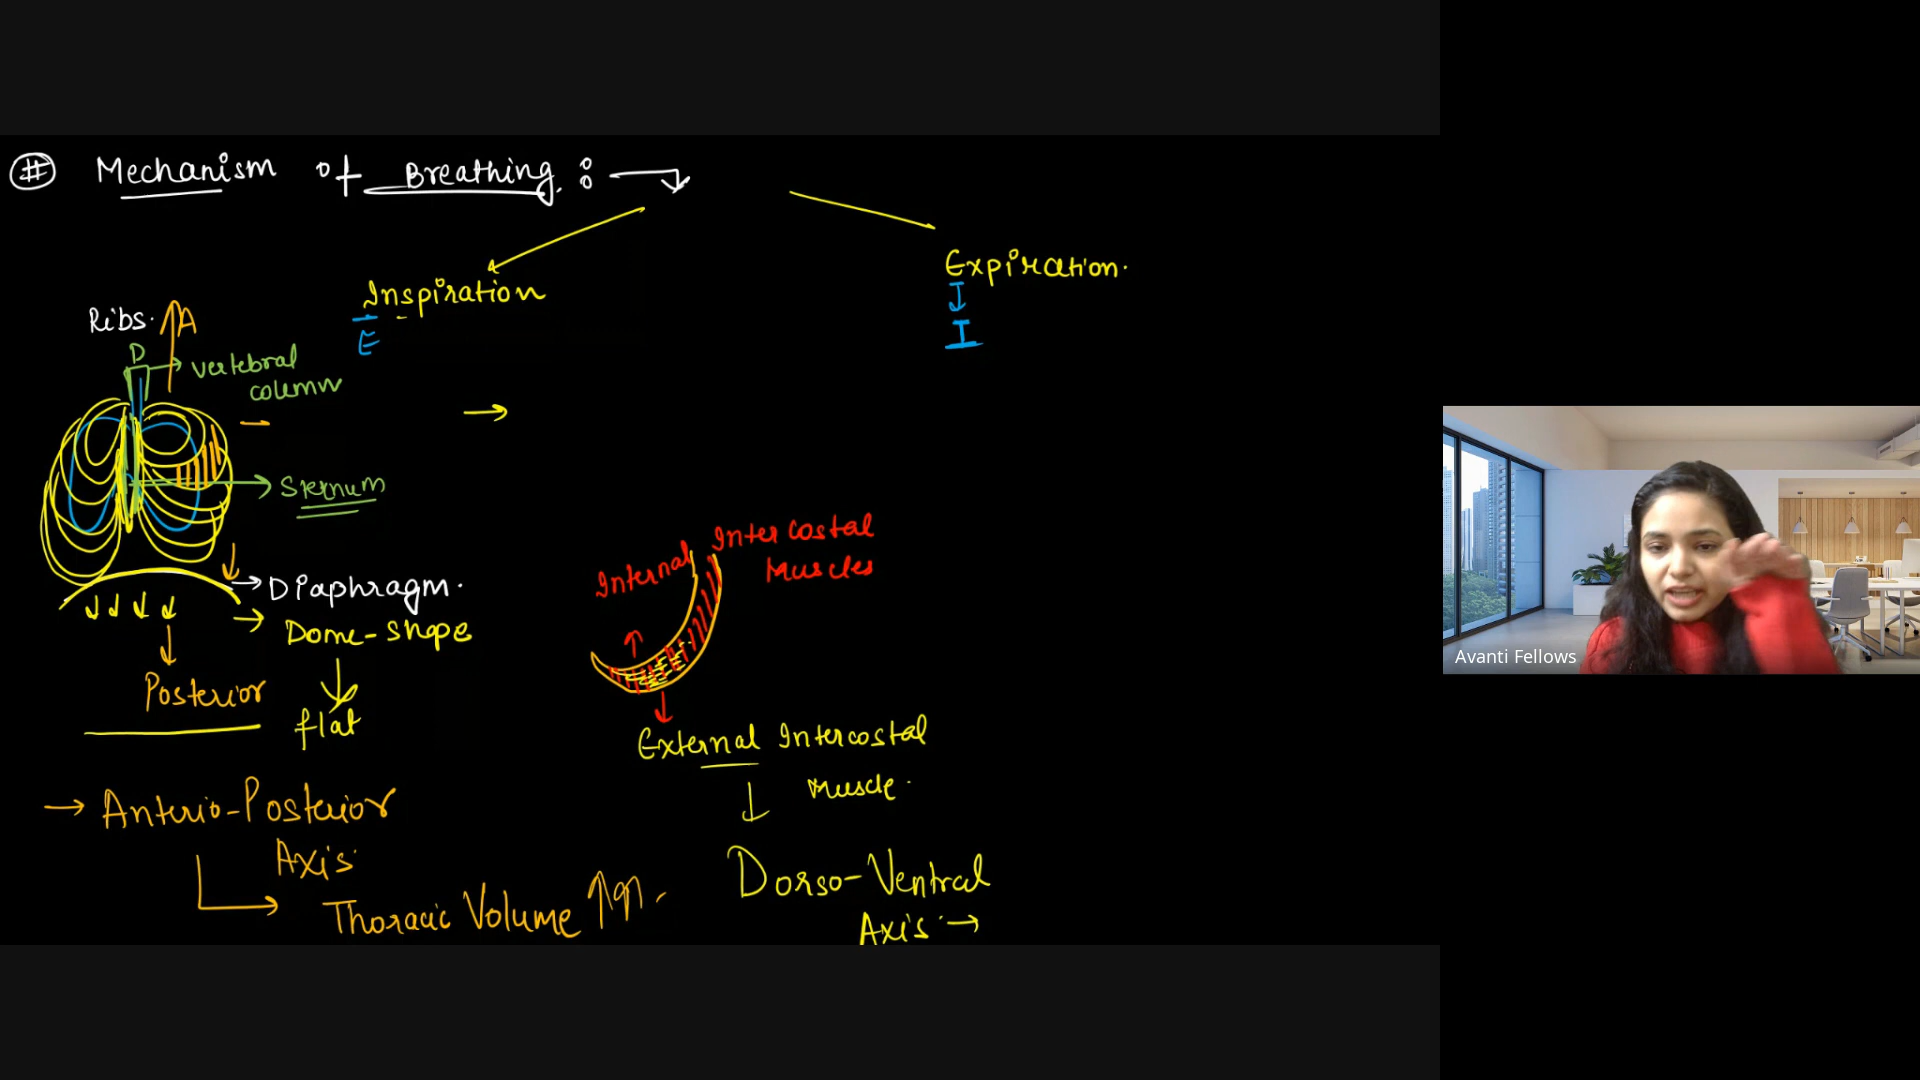 # Mechanism of Breathing :
Inspiration
E
Expiration.
I
Ribs. A
D
vertebral
column
Sternum
Diaphragm.
Dome-shape
flat
Posterior
Anterio-Posterior
Axis
Thoracic Volume ↑
Internal Intercostal
Muscles
External Intercostal
Muscle.
Dorso-Ventral
Axis →
Avanti Fellows